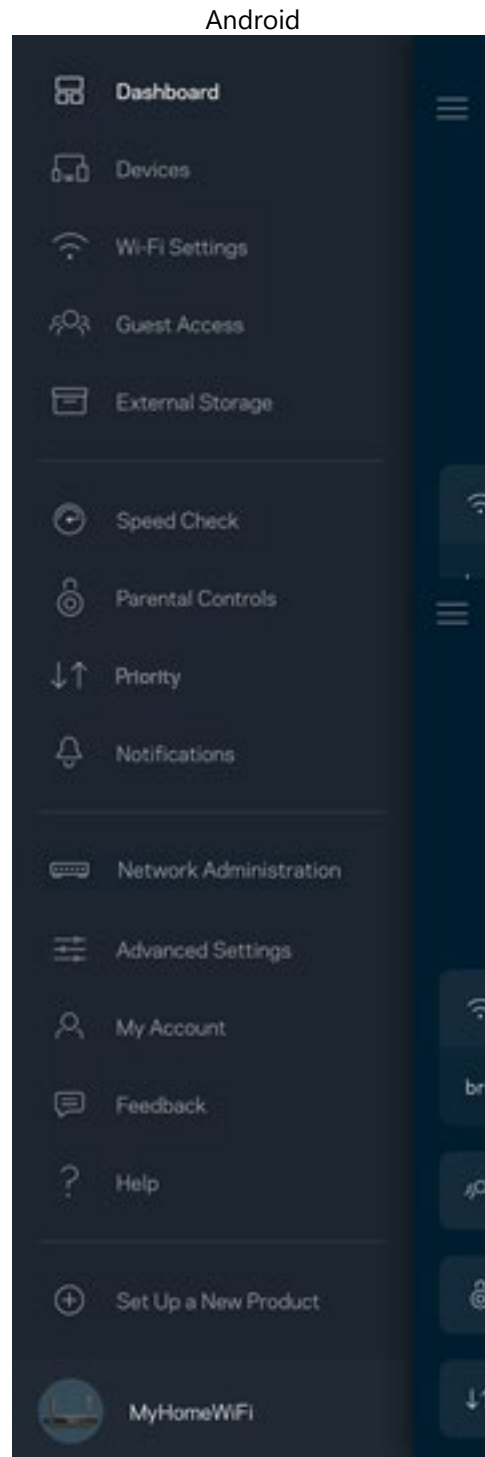 Android
Dashboard
Devices
Wi-Fi Settings
Guest Access
External Storage
Speed Check
Parental Controls
Priority
Notifications
Network Administration
Advanced Settings
My Account
Feedback
br
? Help
Set Up a New Product
MyHomeWiFi